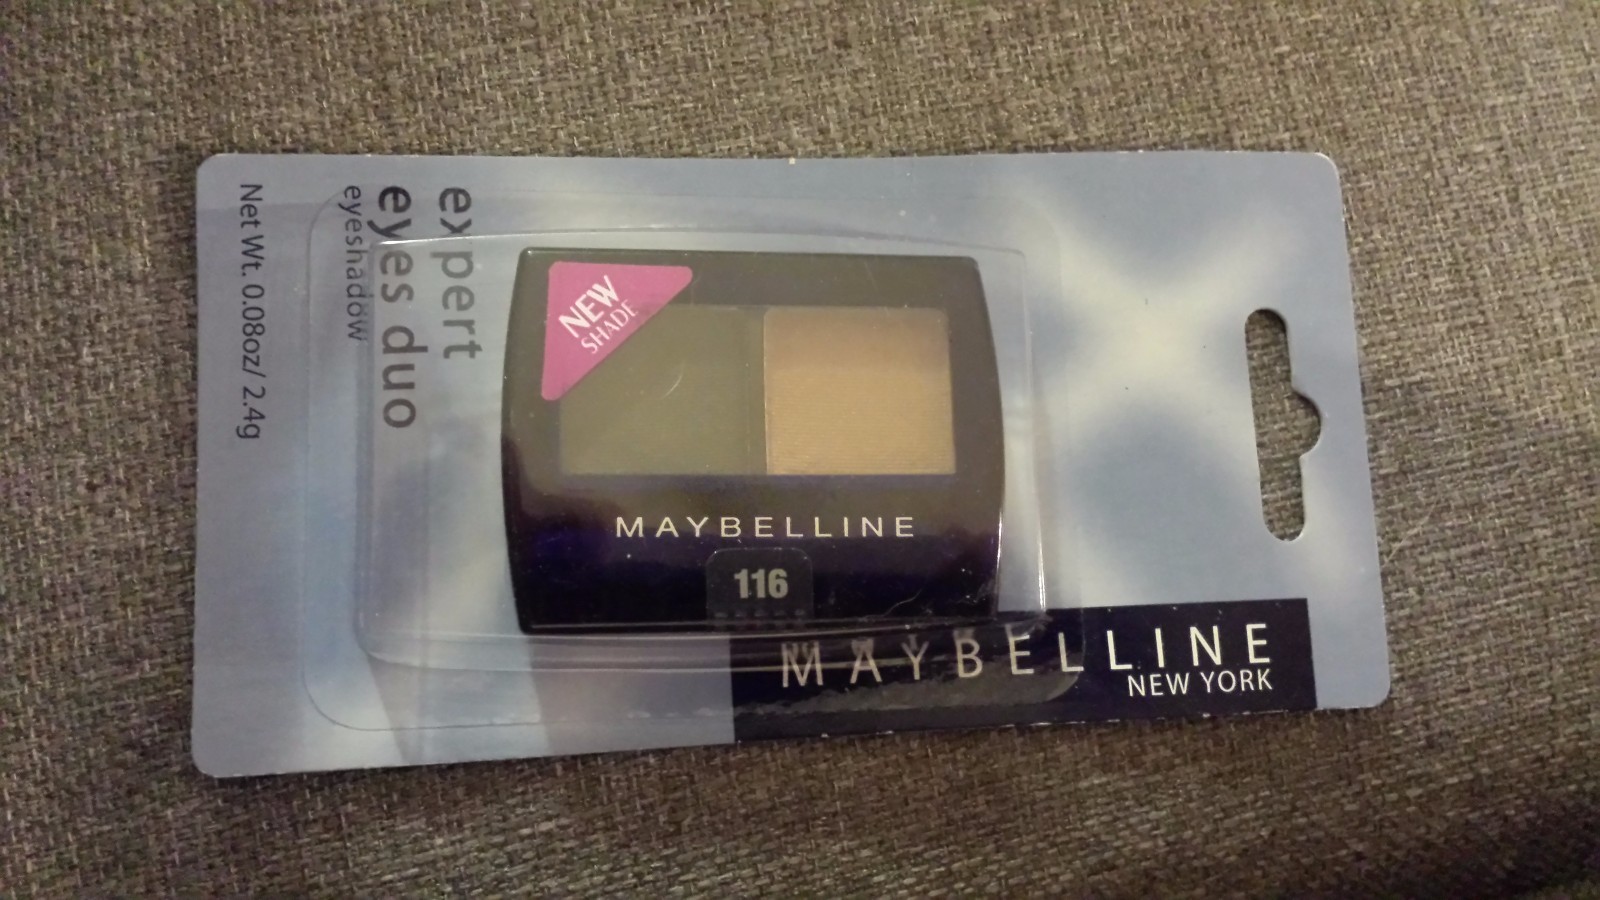 expert
eyes duo
eyeshadow
Net Wt. 0.08oz/ 2.4g
NEW
SHADE
MAYBELLINE
116
MAYBELLINE
NEW YORK